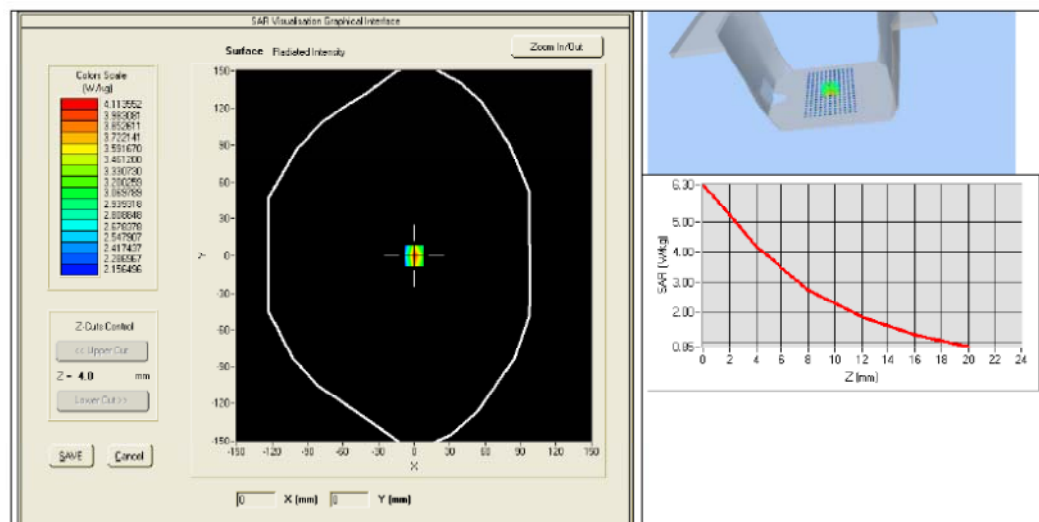 SAR Visualisation Graphical Interface
Surface Radiated Intensity
Zoom In/Out
Colors Scale
(W/kg)
4.113552
3.983081
3.852611
3.722141
3.591670
3.461200
3.330730
3.200259
3.069789
2.939318
2.808848
2.678378
2.547907
2.417437
2.286967
2.156496
Z-Cuts Control
<< Upper Cut
Z = 4.0 mm
Lower Cut >>
SAVE Cancel
150
120
90
60
30
0
-30
-60
-90
-120
-150
Y
-150 -120 -90 -60 -30 0 30 60 90 120 150
X
0 X (mm) 0 Y (mm)
6.30
5.00
4.00
3.00
2.00
0.85
SAR (W/kg)
0 2 4 6 8 10 12 14 16 18 20 22 24
Z (mm)